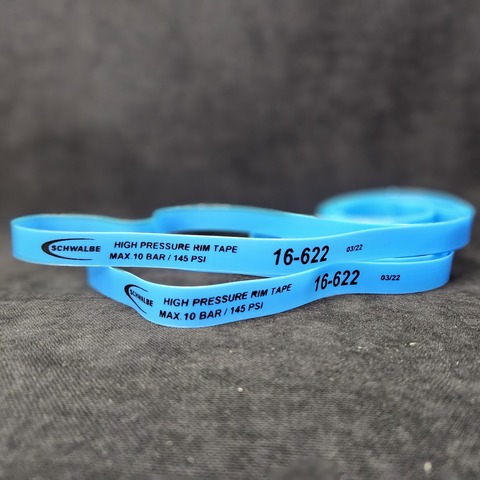 SCHWALBE
HIGH PRESSURE RIM TAPE
MAX.10 BAR / 145 PSI
16-622
03/22
SCHWALBE
HIGH PRESSURE RIM TAPE
MAX.10 BAR / 145 PSI
16-622
03/22